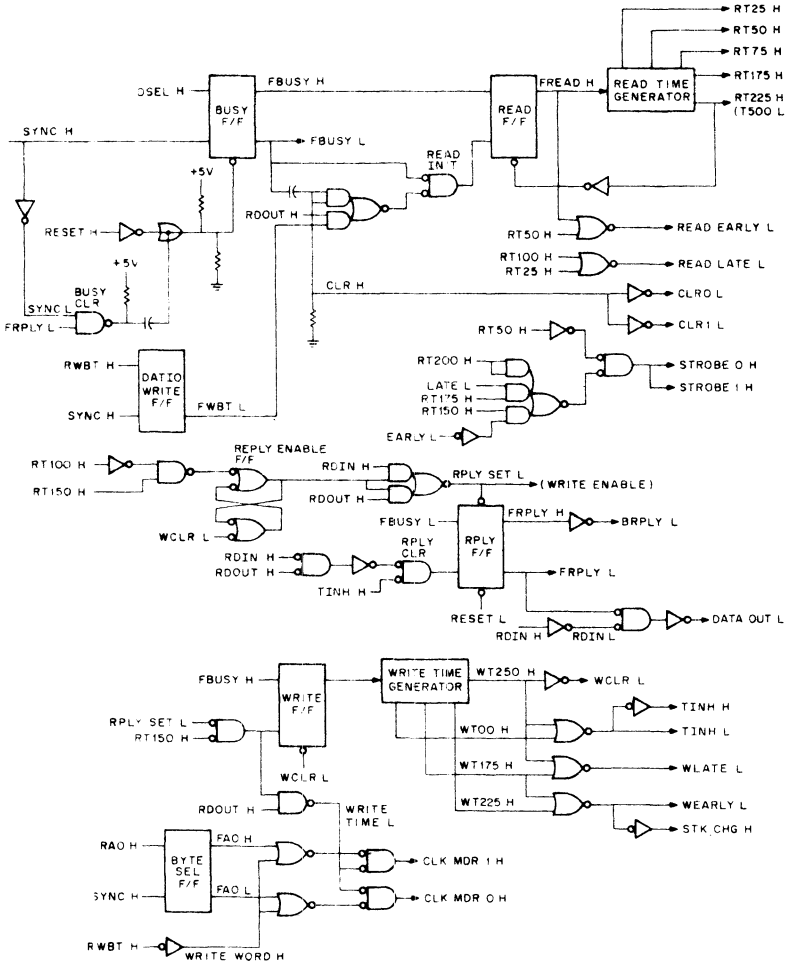 RT25 H
RT50 H
RT75 H
RT175 H
RT225 H
(T500 L)
READ TIME
GENERATOR
FREAD H
READ
F/F
FBUSY H
DSEL H
BUSY
F/F
SYNC H
FBUSY L
READ
INIT
+5V
RDOUT H
RESET H
RT50 H
READ EARLY L
RT100 H
RT25 H
READ LATE L
+5V
BUSY
CLR
SYNC L
FRPLY L
CLR H
CLR0 L
CLR1 L
RT50 H
RWBT H
DATIO
WRITE
F/F
SYNC H
FWBT L
RT200 H
LATE L
RT175 H
RT150 H
EARLY L
STROBE 0 H
STROBE 1 H
REPLY ENABLE
F/F
RT100 H
RT150 H
WCLR L
RDIN H
RDOUT H
RPLY SET L
(WRITE ENABLE)
FBUSY L
RPLY
F/F
FRPLY H
BRPLY L
RPLY
CLR
RDIN H
RDOUT H
TINH H
FRPLY L
RESET L
RDIN H
RDIN L
DATA OUT L
FBUSY H
WRITE
F/F
WRITE TIME
GENERATOR
WT250 H
WCLR L
TINH H
TINH L
RPLY SET L
RT150 H
WT00 H
WCLR L
WT175 H
WLATE L
RDOUT H
WRITE
TIME L
WT225 H
WEARLY L
STK CHG H
RA0 H
BYTE
SEL
F/F
FA0 H
CLK MDR 1 H
SYNC H
FA0 L
CLK MDR 0 H
RWBT H
WRITE WORD H